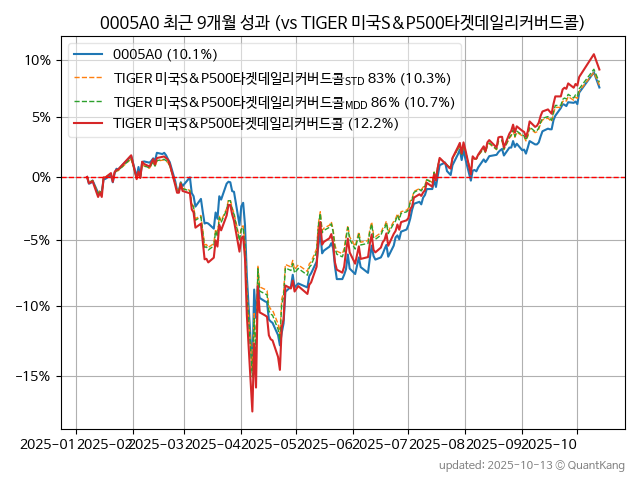 0005A0 최근 9개월 성과 (vs TIGER 미국S&P500타겟데일리커버드콜)
0005A0 (10.1%)
TIGER 미국S&P500타겟데일리커버드콜STD 83% (10.3%)
TIGER 미국S&P500타겟데일리커버드콜MDD 86% (10.7%)
TIGER 미국S&P500타겟데일리커버드콜 (12.2%)
10%
5%
0%
−5%
−10%
−15%
2025-01 2025-02 2025-03 2025-04 2025-05 2025-06 2025-07 2025-08 2025-09 2025-10
updated: 2025-10-13 © QuantKang